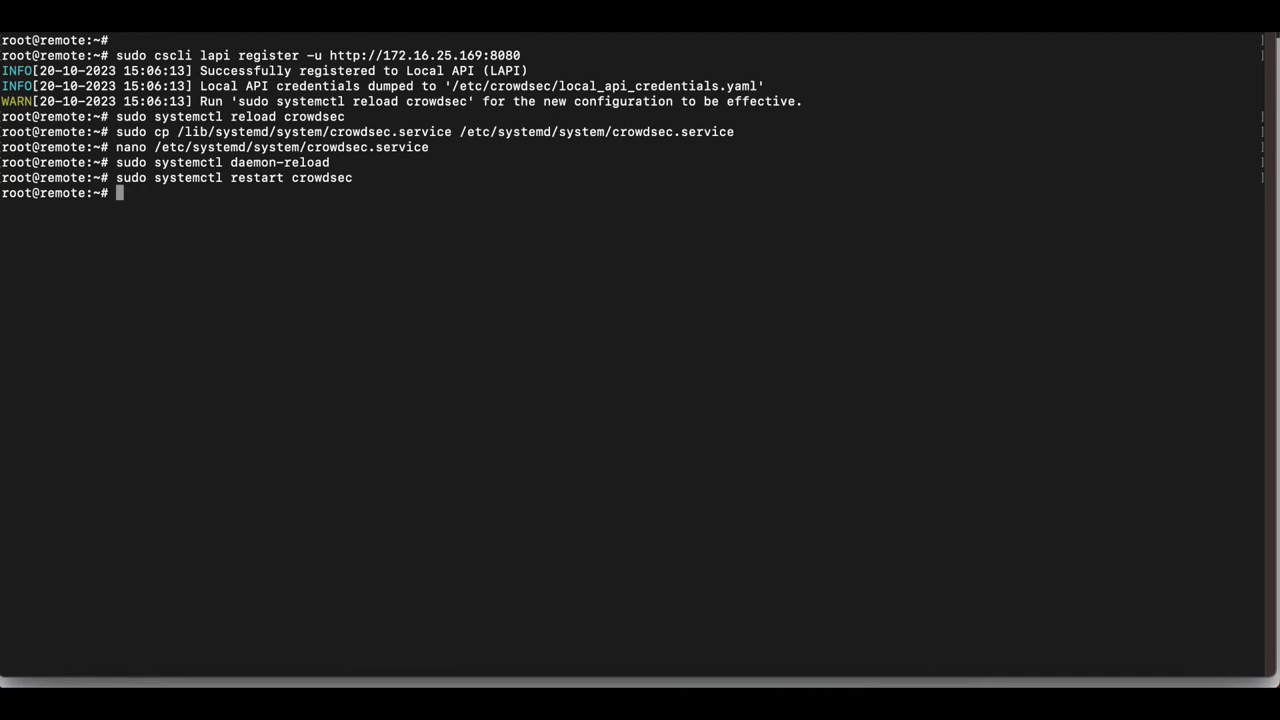 [root@remote:~# ]
[root@remote:~# sudo cscli lapi register -u http://172.16.25.169:8080 ]
INFO[20-10-2023 15:06:13] Successfully registered to Local API (LAPI)
INFO[20-10-2023 15:06:13] Local API credentials dumped to '/etc/crowdsec/local_api_credentials.yaml'
WARN[20-10-2023 15:06:13] Run 'sudo systemctl reload crowdsec' for the new configuration to be effective.
[root@remote:~# sudo systemctl reload crowdsec ]
[root@remote:~# sudo cp /lib/systemd/system/crowdsec.service /etc/systemd/system/crowdsec.service ]
[root@remote:~# nano /etc/systemd/system/crowdsec.service ]
[root@remote:~# sudo systemctl daemon-reload ]
[root@remote:~# sudo systemctl restart crowdsec ]
root@remote:~#